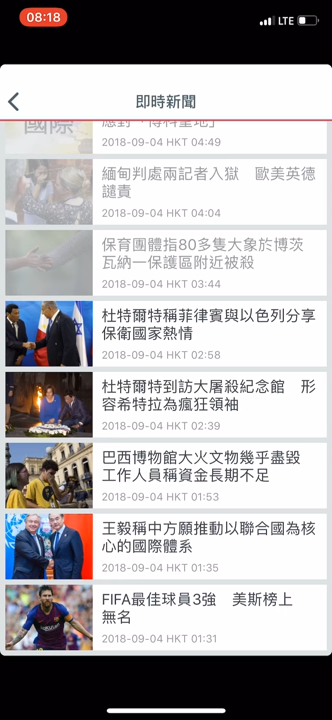 08:18
LTE
即時新聞
國際
2018-09-04 HKT 04:49
緬甸判處兩記者入獄　歐美英德
譴責
2018-09-04 HKT 04:04
保育團體指80多隻大象於博茨
瓦納一保護區附近被殺
2018-09-04 HKT 03:44
杜特爾特稱菲律賓與以色列分享
保衛國家熱情
2018-09-04 HKT 02:58
杜特爾特到訪大屠殺紀念館　形
容希特拉為瘋狂領袖
2018-09-04 HKT 02:39
巴西博物館大火文物幾乎盡毀
工作人員稱資金長期不足
2018-09-04 HKT 01:53
王毅稱中方願推動以聯合國為核
心的國際體系
2018-09-04 HKT 01:35
FIFA最佳球員3強　美斯榜上
無名
2018-09-04 HKT 01:31